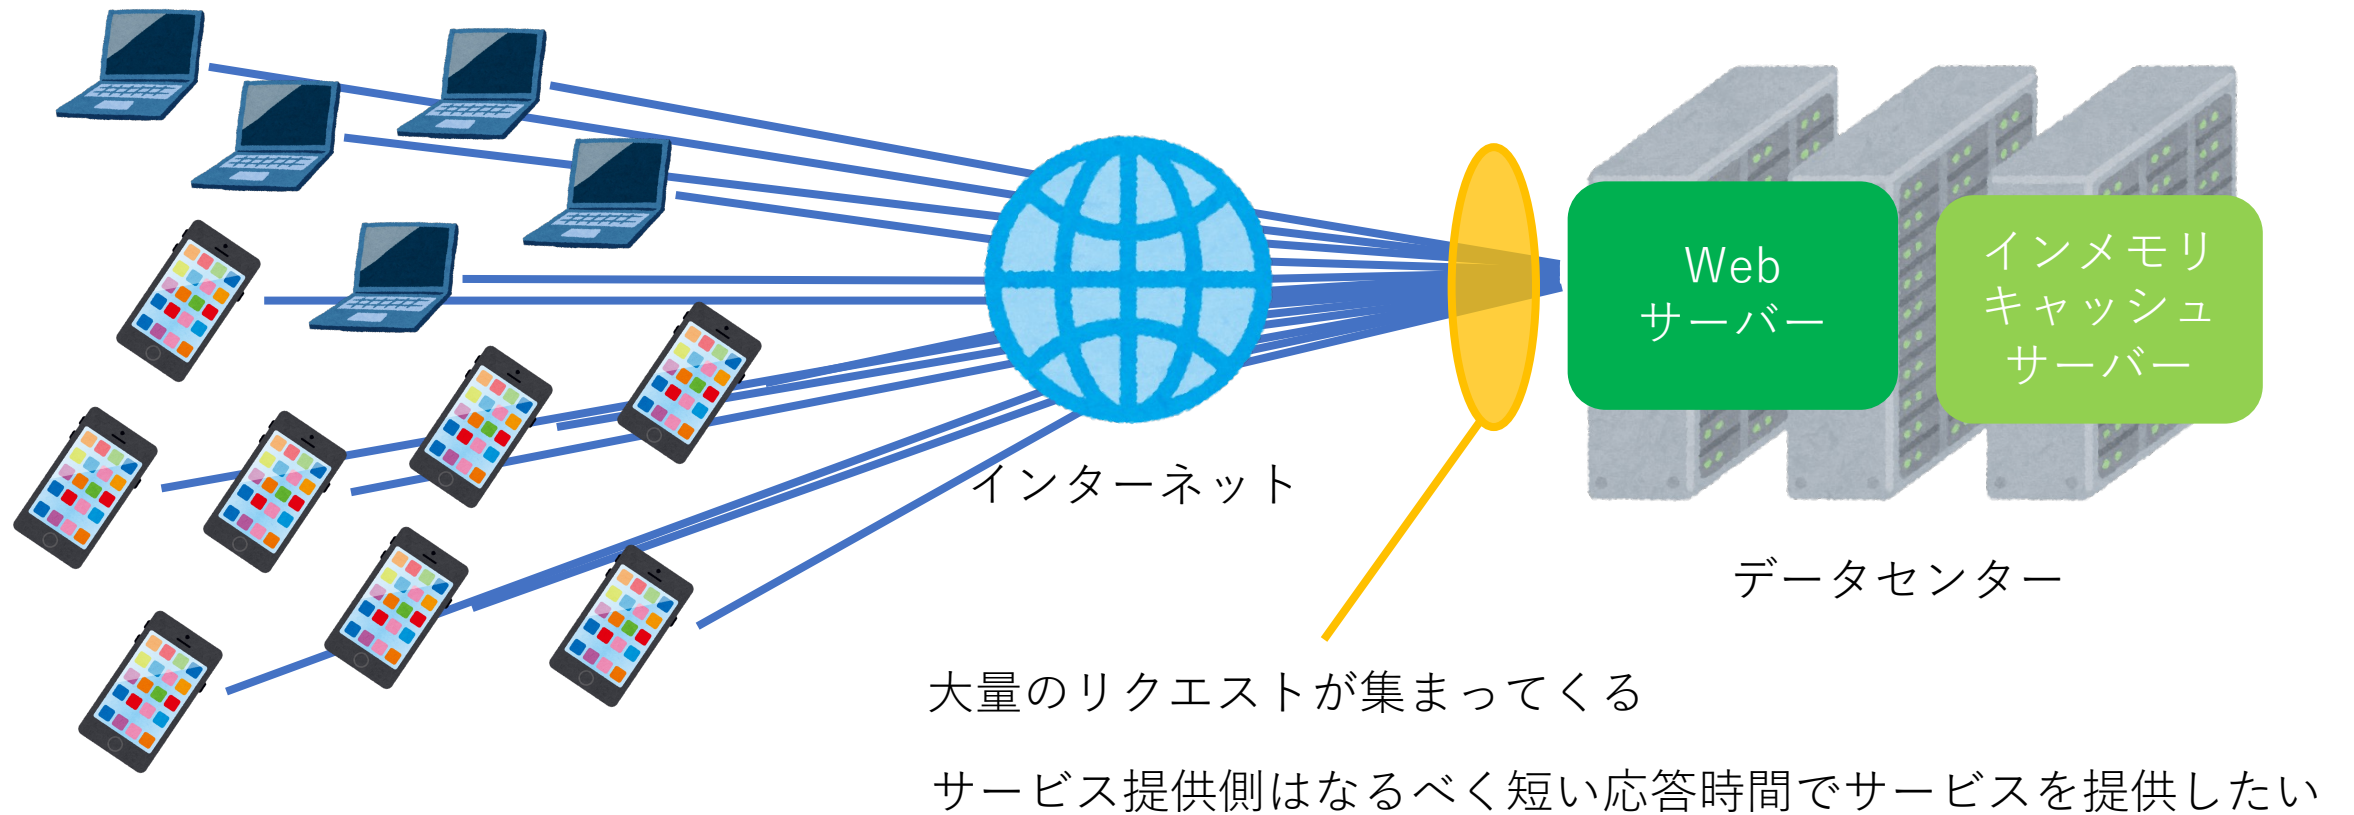 Web
サーバー
インメモリ
キャッシュ
サーバー
インターネット
データセンター
大量のリクエストが集まってくる
サービス提供側はなるべく短い応答時間でサービスを提供したい